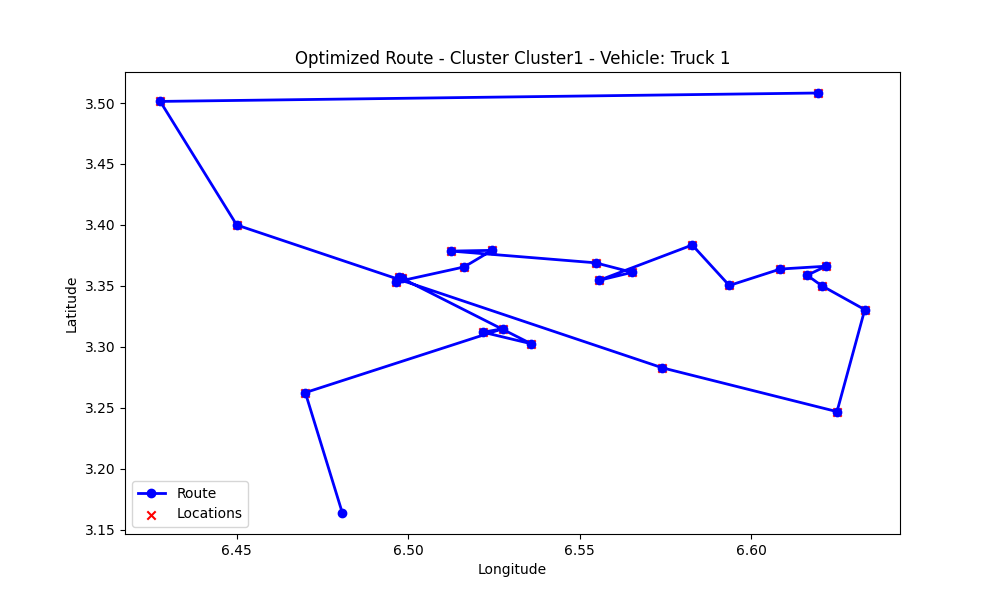 Optimized Route - Cluster Cluster1 - Vehicle: Truck 1
Latitude
3.50
3.45
3.40
3.35
3.30
3.25
3.20
3.15
Route
Locations
6.45 6.50 6.55 6.60
Longitude